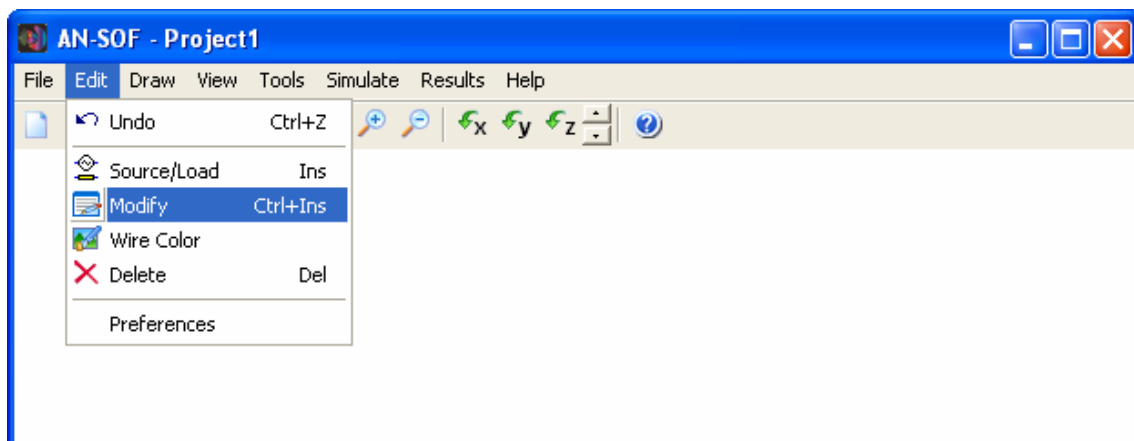 AN-SOF - Project1
File Edit Draw View Tools Simulate Results Help
Undo Ctrl+Z
x y z
Source/Load Ins
Modify Ctrl+Ins
Wire Color
Delete Del
Preferences